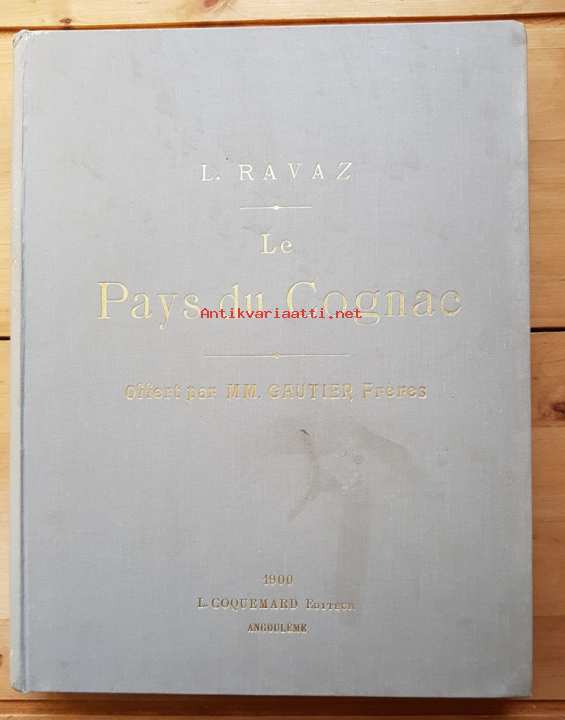 L. RAVAZ
Le
Pays du Cognac
Antikvariaatti.net
Offert par MM. GAUTIER Frères
1900
L. COQUEMARD EDITEUR
ANGOULÊME